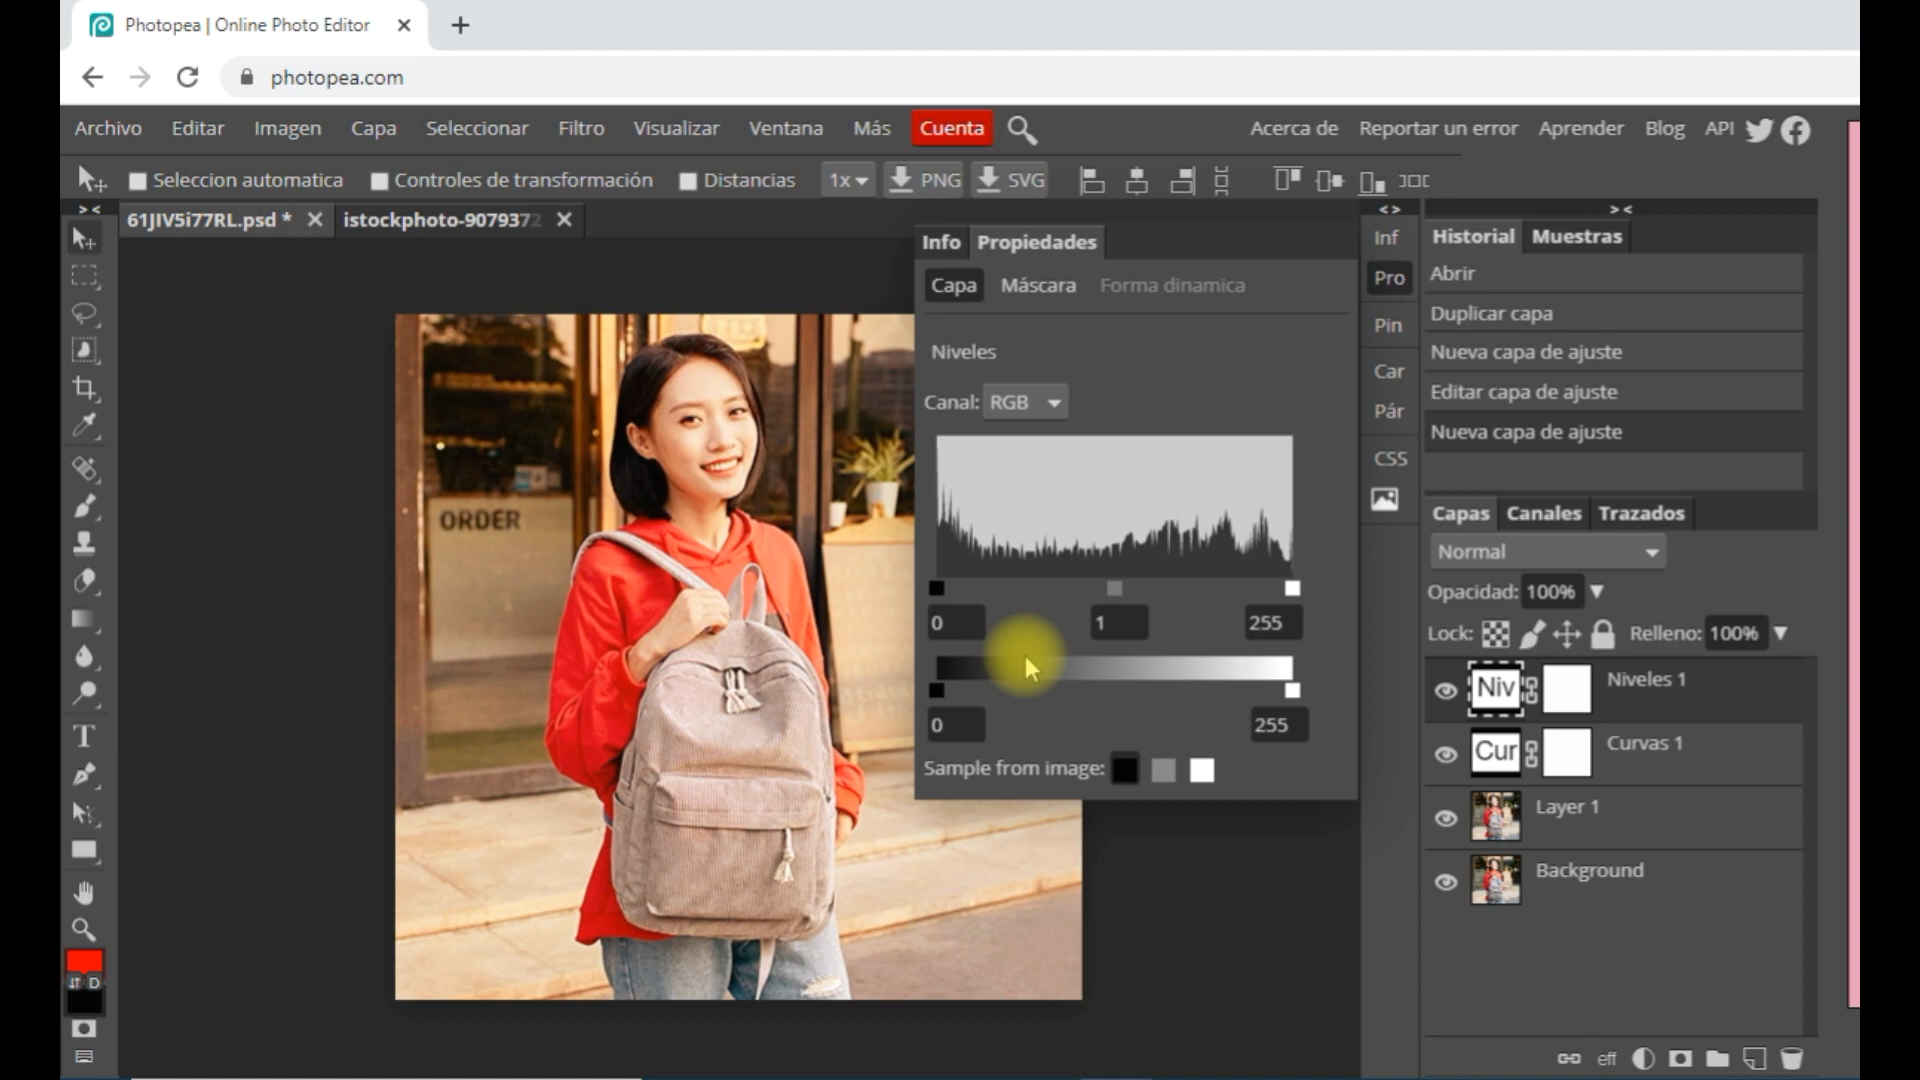 Photopea | Online Photo Editor
photopea.com
Archivo Editar Imagen Capa Seleccionar Filtro Visualizar Ventana Más Cuenta Acerca de Reportar un error Aprender Blog API
Seleccion automatica Controles de transformación Distancias 1x PNG SVG
61JIV5i77RL.psd * istockphoto-9079372
Info Propiedades
Capa Máscara Forma dinamica
Niveles
Canal: RGB
0 1 255
0 255
Sample from image:
ORDER
Inf
Pro
Pin
Car
Pár
CSS
Historial Muestras
Abrir
Duplicar capa
Nueva capa de ajuste
Editar capa de ajuste
Nueva capa de ajuste
Capas Canales Trazados
Normal
Opacidad: 100%
Lock: Relleno: 100%
Niv Niveles 1
Cur Curvas 1
Layer 1
Background
eff
T
D